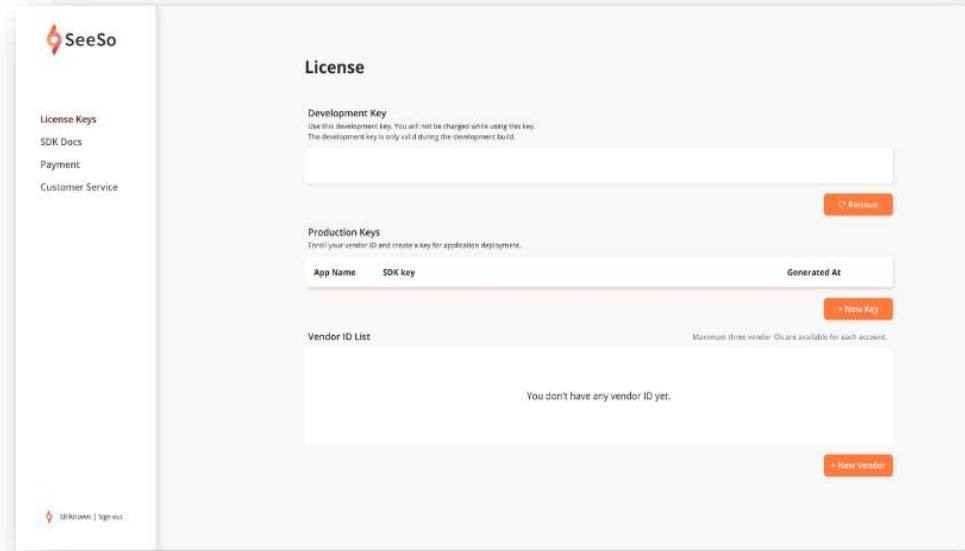 SeeSo
License Keys
SDK Docs
Payment
Customer Service
Unknown | Sign out
License
Development Key
Use this development key. You will not be charged while using this key.
The development key is only valid during the development build.
Reissue
Production Keys
Enroll your vendor ID and create a key for application deployment.
App Name SDK key Generated At
+ New Key
Vendor ID List Maximum three vendor IDs are available for each account.
You don't have any vendor ID yet.
+ New Vendor